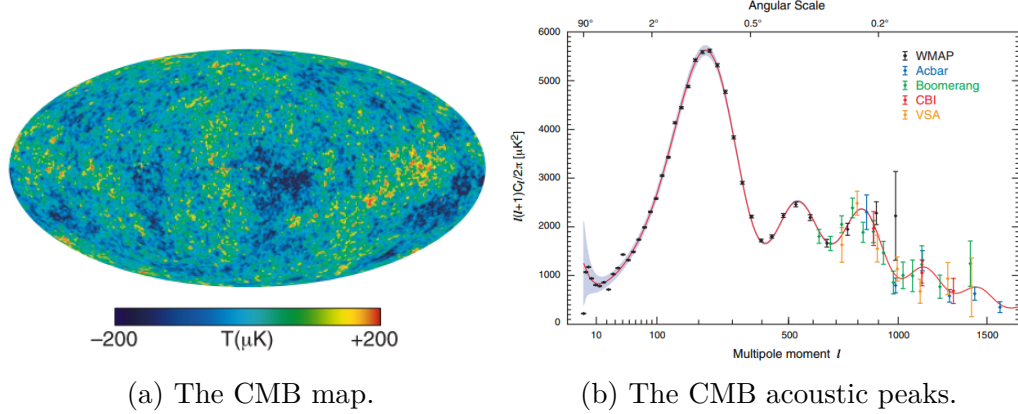 −200 T(μK) +200
(a) The CMB map.
Angular Scale
90° 2° 0.5° 0.2°
6000
5000
4000
3000
2000
1000
0
l(l+1)Cl/2π [μK²]
WMAP
Acbar
Boomerang
CBI
VSA
10 100 500 1000 1500
Multipole moment l
(b) The CMB acoustic peaks.